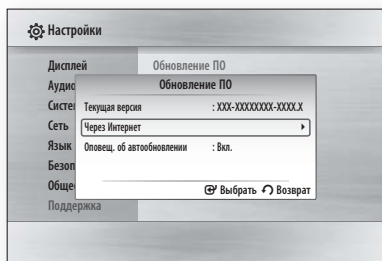 Настройки
Дисплей
Обновление ПО
Аудио
Обновление ПО
Текущая версия : XXX-XXXXXXXX-XXXX.X
Сеть
Через Интернет
Язык
Оповещ. об автообновлении : Вкл.
Выбрать Возврат
Поддержка